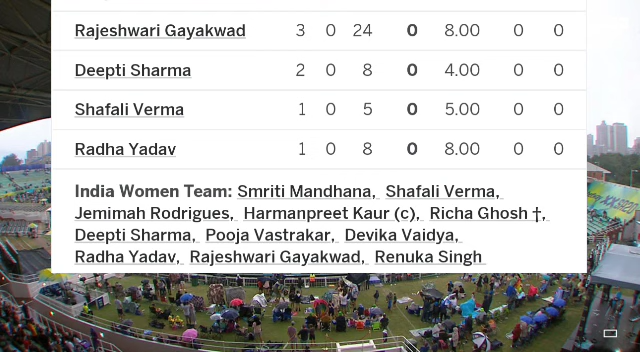 Rajeshwari Gayakwad 3 0 24 0 8.00 0 0
Deepti Sharma 2 0 8 0 4.00 0 0
Shafali Verma 1 0 5 0 5.00 0 0
Radha Yadav 1 0 8 0 8.00 0 0
India Women Team: Smriti Mandhana, Shafali Verma,
Jemimah Rodrigues, Harmanpreet Kaur (c), Richa Ghosh †,
Deepti Sharma, Pooja Vastrakar, Devika Vaidya,
Radha Yadav, Rajeshwari Gayakwad, Renuka Singh